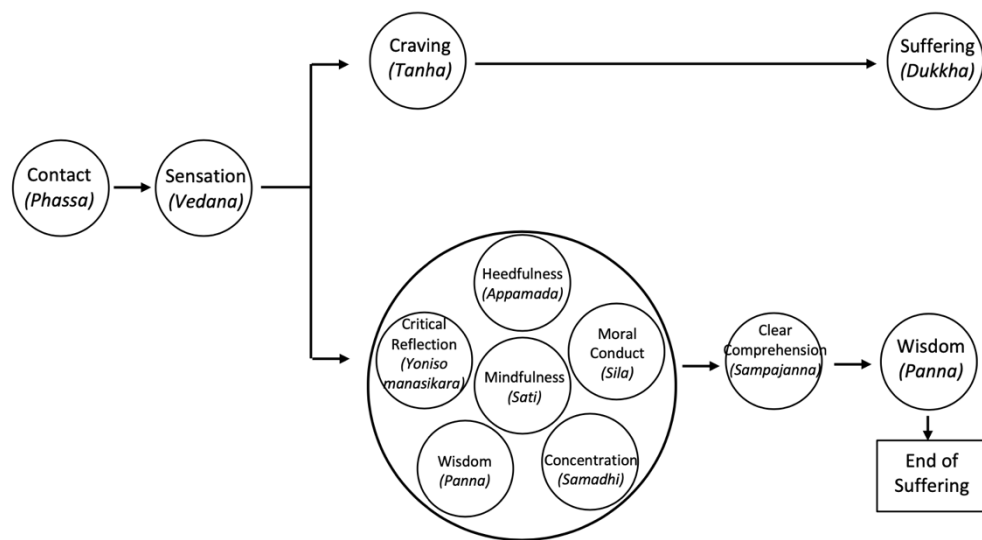 Contact
(Phassa)
Sensation
(Vedana)
Craving
(Tanha)
Suffering
(Dukkha)
Heedfulness
(Appamada)
Critical
Reflection
(Yoniso
manasikara)
Moral
Conduct
(Sila)
Mindfulness
(Sati)
Wisdom
(Panna)
Concentration
(Samadhi)
Clear
Comprehension
(Sampajanna)
Wisdom
(Panna)
End of
Suffering